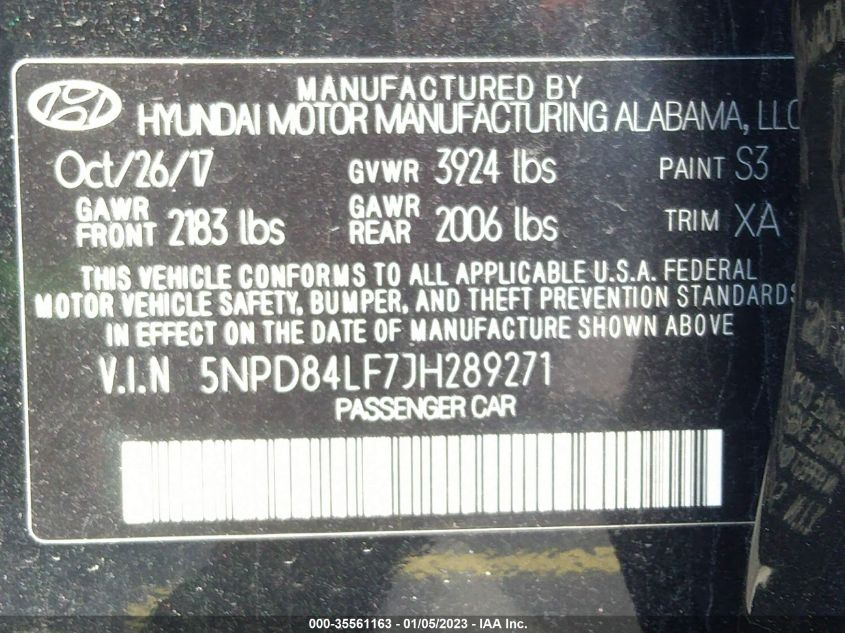 MANUFACTURED BY
HYUNDAI MOTOR MANUFACTURING ALABAMA, LLC
Oct/26/17 GVWR 3924 lbs PAINT S3
GAWR FRONT 2183 lbs GAWR REAR 2006 lbs TRIM XA
THIS VEHICLE CONFORMS TO ALL APPLICABLE U.S.A. FEDERAL
MOTOR VEHICLE SAFETY, BUMPER, AND THEFT PREVENTION STANDARDS
IN EFFECT ON THE DATE OF MANUFACTURE SHOWN ABOVE
V.I.N 5NPD84LF7JH289271
PASSENGER CAR
000-35561163 - 01/05/2023 - IAA Inc.